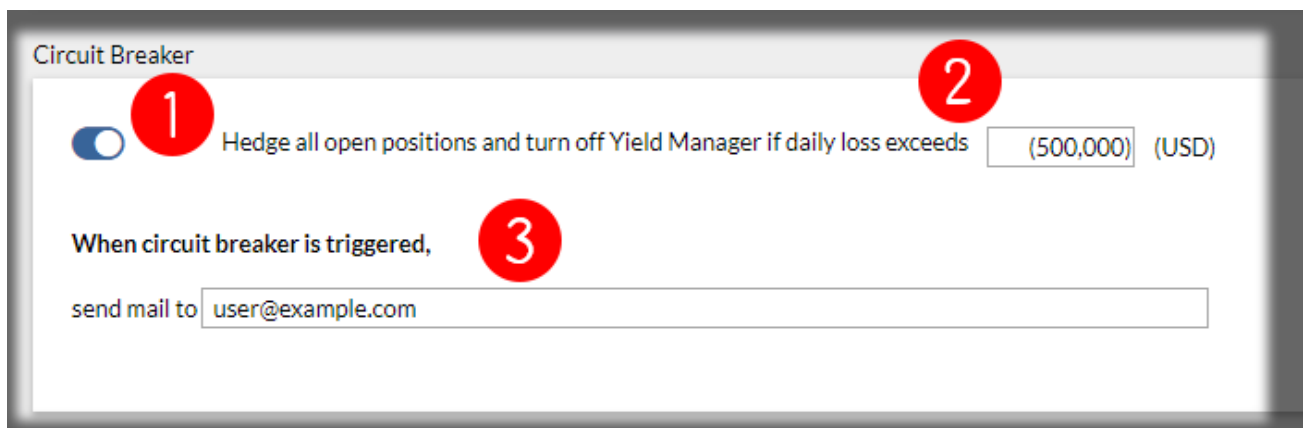 Circuit Breaker
1
2
Hedge all open positions and turn off Yield Manager if daily loss exceeds (500,000) (USD)
When circuit breaker is triggered,
3
send mail to user@example.com